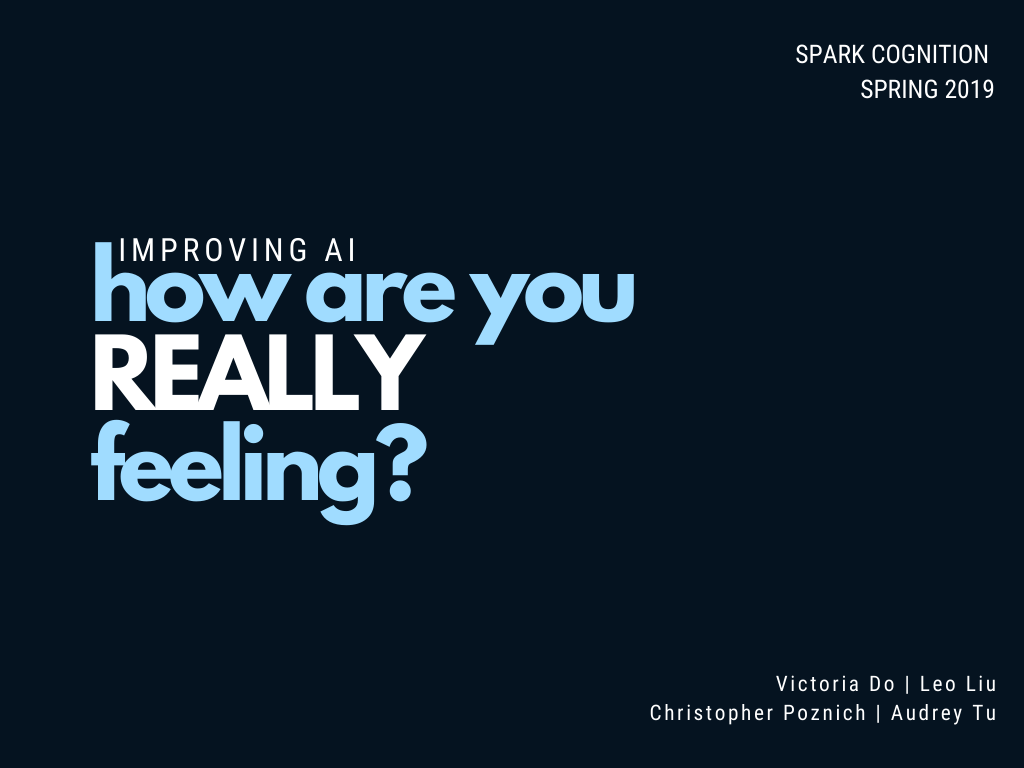 SPARK COGNITION
SPRING 2019
IMPROVING AI
how are you
REALLY
feeling?
Victoria Do | Leo Liu
Christopher Poznich | Audrey Tu